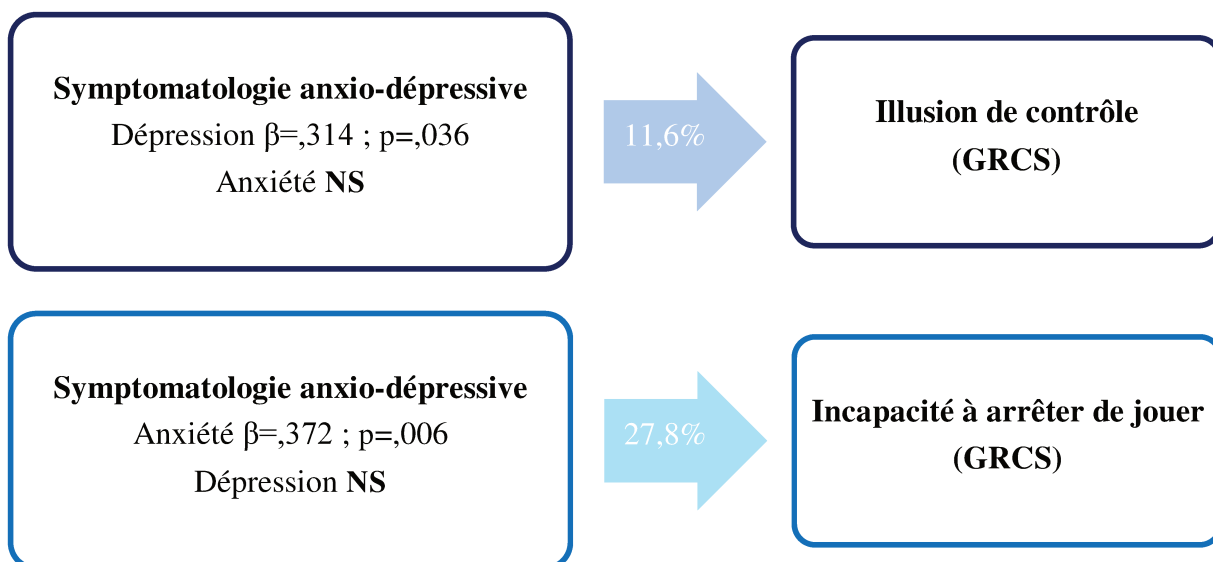 Symptomatologie anxio-dépressive
Dépression β=,314 ; p=,036
Anxiété NS
11,6%
Illusion de contrôle
(GRCS)
Symptomatologie anxio-dépressive
Anxiété β=,372 ; p=,006
Dépression NS
27,8%
Incapacité à arrêter de jouer
(GRCS)